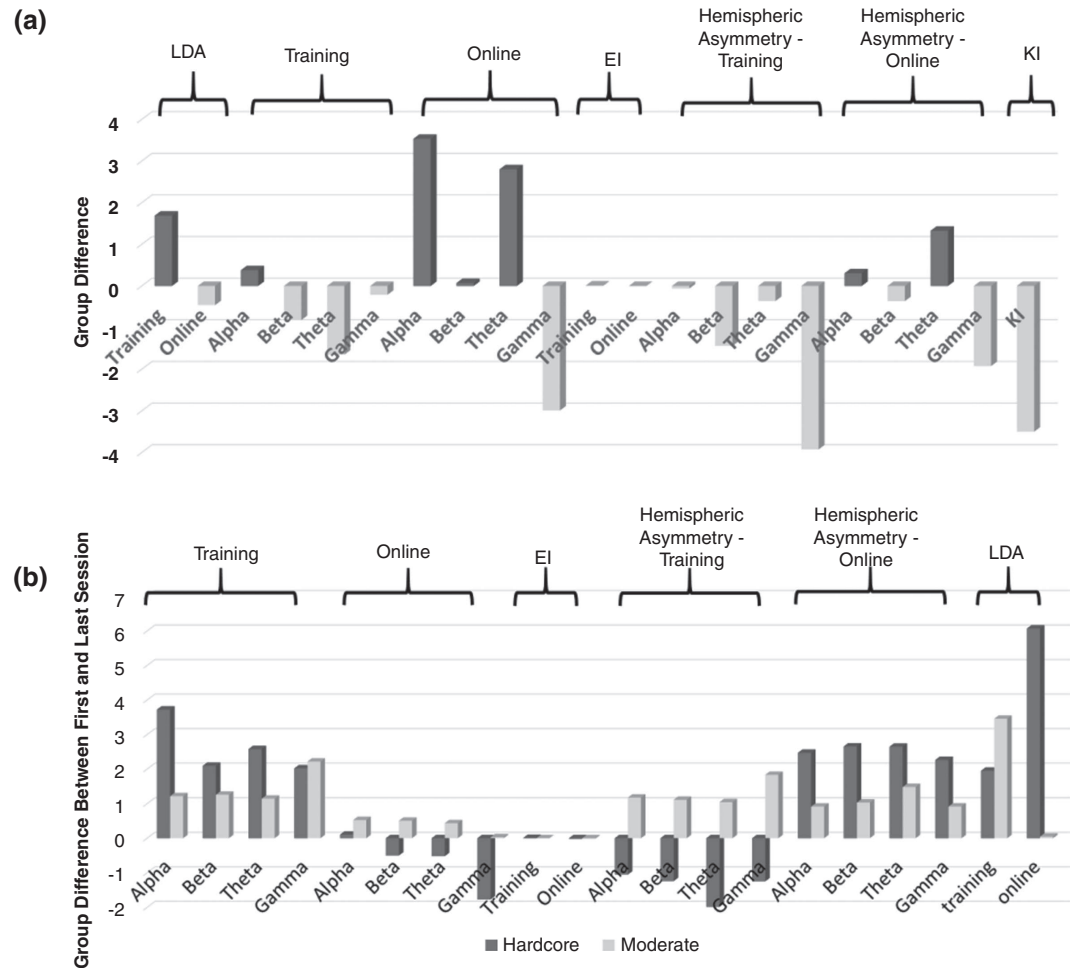 (a)
LDA
Training
Online
EI
Hemispheric
Asymmetry -
Training
Hemispheric
Asymmetry -
Online
KI
Group Difference
4
3
2
1
0
-1
-2
-3
-4
Training
Online
Alpha
Beta
Theta
Gamma
Alpha
Beta
Theta
Gamma
Training
Online
Alpha
Beta
Theta
Gamma
Alpha
Beta
Theta
Gamma
KI
(b)
Training
Online
EI
Hemispheric
Asymmetry -
Training
Hemispheric
Asymmetry -
Online
LDA
Group Difference Between First and Last Session
7
6
5
4
3
2
1
0
-1
-2
Alpha
Beta
Theta
Gamma
Alpha
Beta
Theta
Gamma
Training
Online
Alpha
Beta
Theta
Gamma
Alpha
Beta
Theta
Gamma
training
online
Hardcore
Moderate